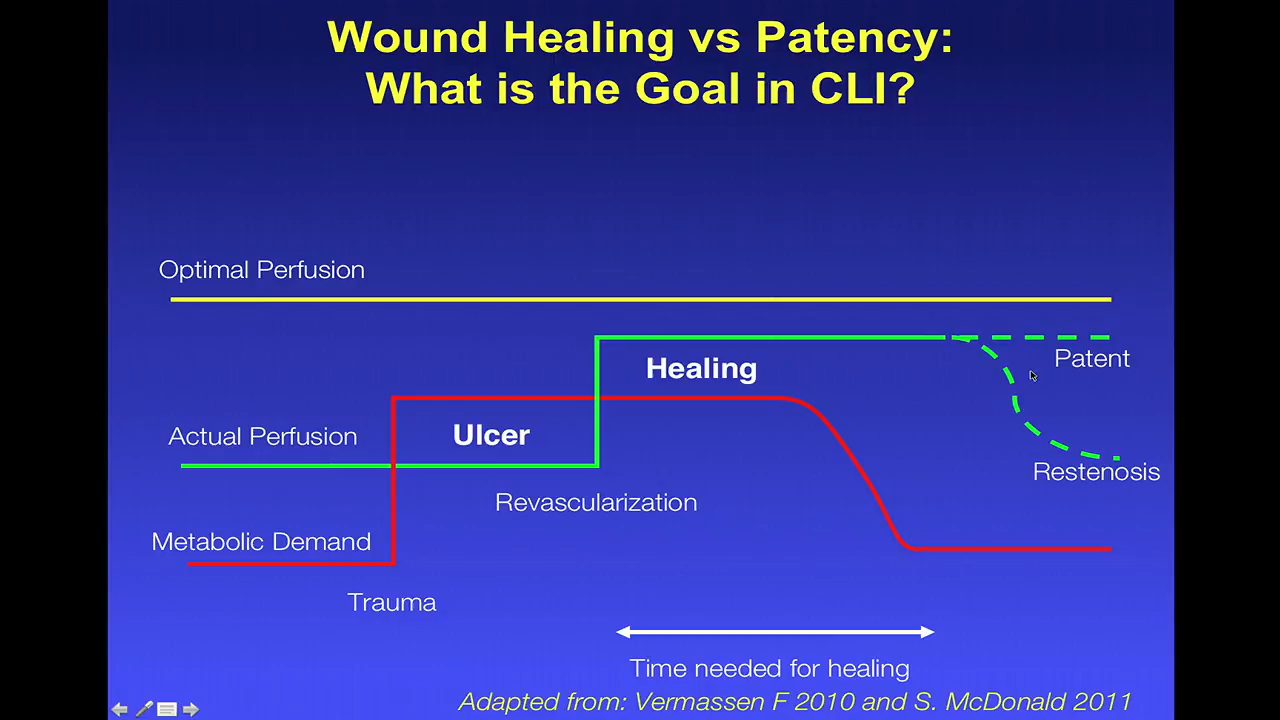 Wound Healing vs Patency:
What is the Goal in CLI?
Optimal Perfusion
Patent
Healing
Actual Perfusion
Ulcer
Restenosis
Revascularization
Metabolic Demand
Trauma
Time needed for healing
Adapted from: Vermassen F 2010 and S. McDonald 2011